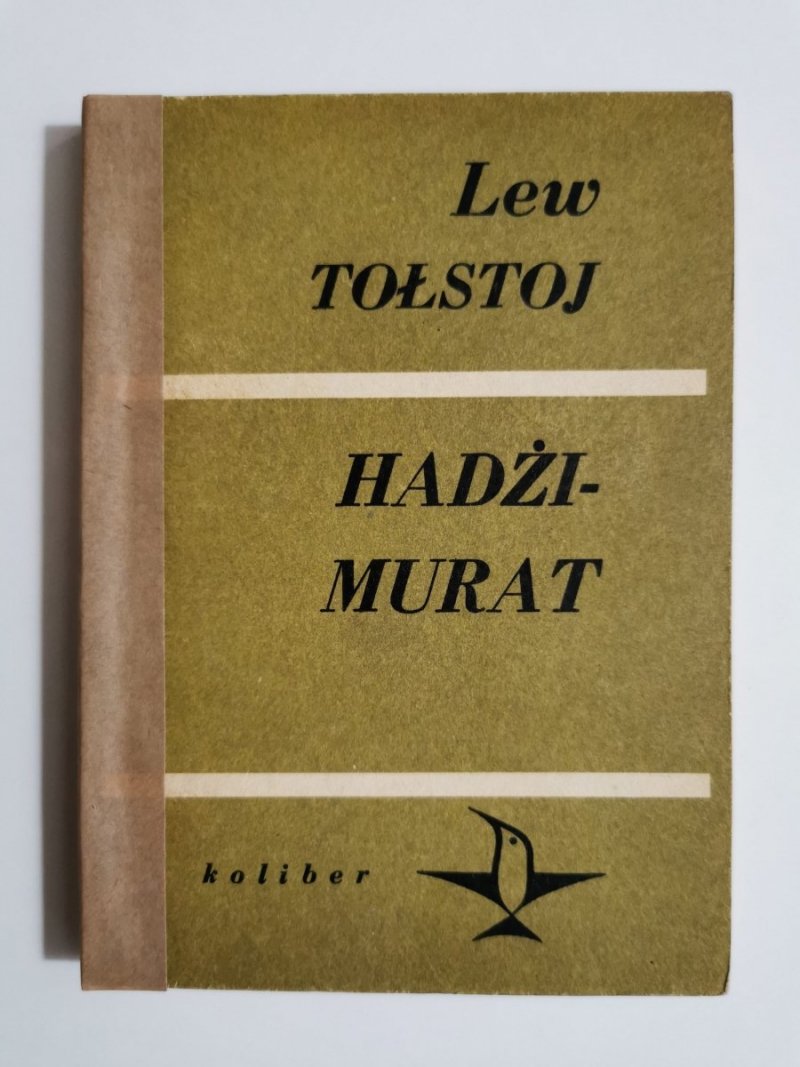 Lew
TOŁSTOJ
HADŻI-
MURAT
koliber